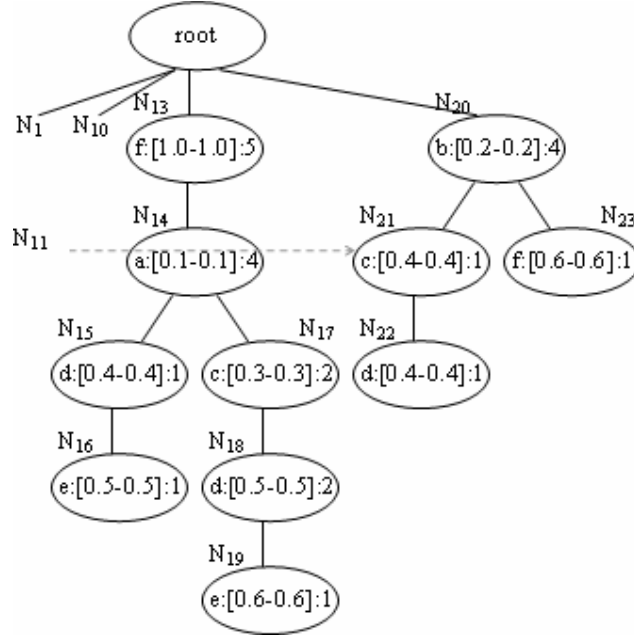 root
N20
N13
N1
N10
f:[1.0-1.0]:5
b:[0.2-0.2]:4
N14
N21
N23
N11
a:[0.1-0.1]:4
c:[0.4-0.4]:1
f:[0.6-0.6]:1
N15
N17
N22
d:[0.4-0.4]:1
c:[0.3-0.3]:2
d:[0.4-0.4]:1
N16
N18
e:[0.5-0.5]:1
d:[0.5-0.5]:2
N19
e:[0.6-0.6]:1